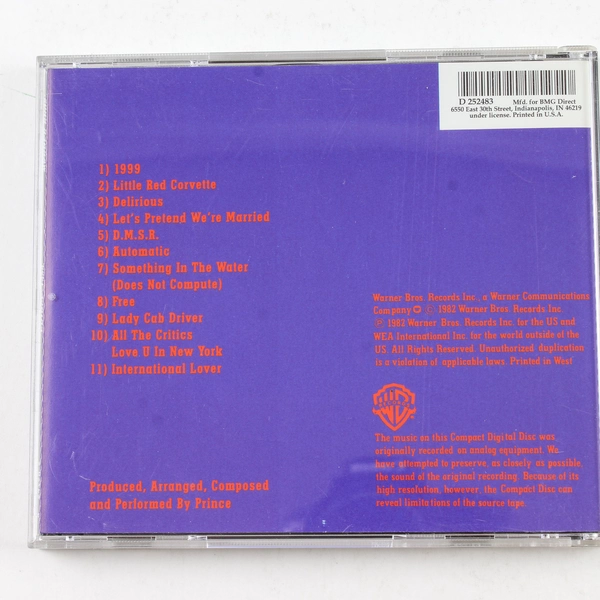 D 252483 Mfd. for BMG Direct
6550 East 30th Street, Indianapolis, IN 46219
under license. Printed in U.S.A.
1) 1999
2) Little Red Corvette
3) Delirious
4) Let's Pretend We're Married
5) D.M.S.R.
6) Automatic
7) Something In The Water
(Does Not Compute)
8) Free
9) Lady Cab Driver
10) All The Critics
Love U In New York
11) International Lover
Warner Bros. Records Inc., a Warner Communications
Company © 1982 Warner Bros. Records Inc.
℗ 1982 Warner Bros. Records Inc. for the US and
WEA International Inc. for the world outside of the
US. All Rights Reserved. Unauthorized duplication
is a violation of applicable laws. Printed in West
The music on this Compact Digital Disc was
originally recorded on analog equipment. We
have attempted to preserve, as closely as possible,
the sound of the original recording. Because of its
high resolution, however, the Compact Disc can
reveal limitations of the source tape.
Produced, Arranged, Composed
and Performed By Prince